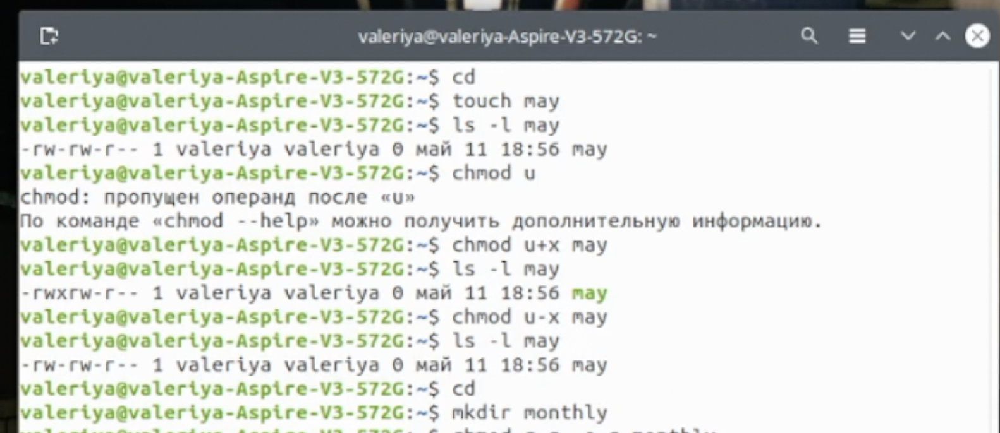 valeriya@valeriya-Aspire-V3-572G: ~
valeriya@valeriya-Aspire-V3-572G:~$ cd
valeriya@valeriya-Aspire-V3-572G:~$ touch may
valeriya@valeriya-Aspire-V3-572G:~$ ls -l may
-rw-rw-r-- 1 valeriya valeriya 0 май 11 18:56 may
valeriya@valeriya-Aspire-V3-572G:~$ chmod u
chmod: пропущен операнд после «u»
По команде «chmod --help» можно получить дополнительную информацию.
valeriya@valeriya-Aspire-V3-572G:~$ chmod u+x may
valeriya@valeriya-Aspire-V3-572G:~$ ls -l may
-rwxrw-r-- 1 valeriya valeriya 0 май 11 18:56 may
valeriya@valeriya-Aspire-V3-572G:~$ chmod u-x may
valeriya@valeriya-Aspire-V3-572G:~$ ls -l may
-rw-rw-r-- 1 valeriya valeriya 0 май 11 18:56 may
valeriya@valeriya-Aspire-V3-572G:~$ cd
valeriya@valeriya-Aspire-V3-572G:~$ mkdir monthly